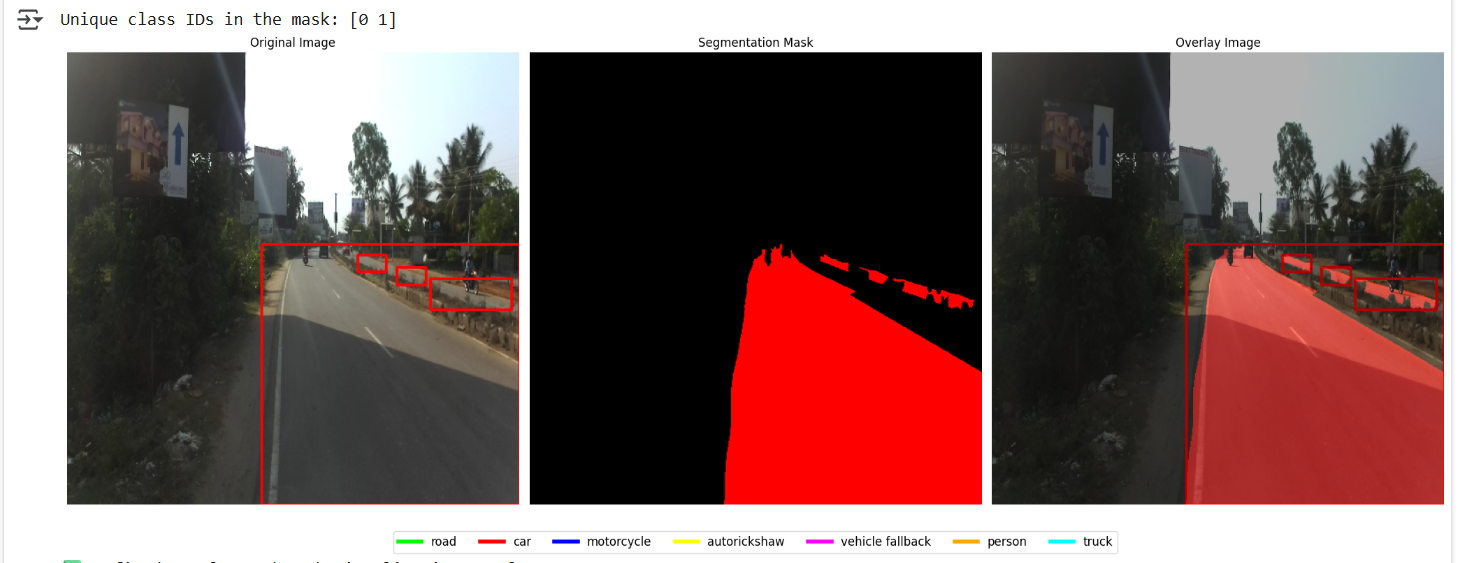 Unique class IDs in the mask: [0 1]
Original Image
Segmentation Mask
Overlay Image
road
car
motorcycle
autorickshaw
vehicle fallback
person
truck